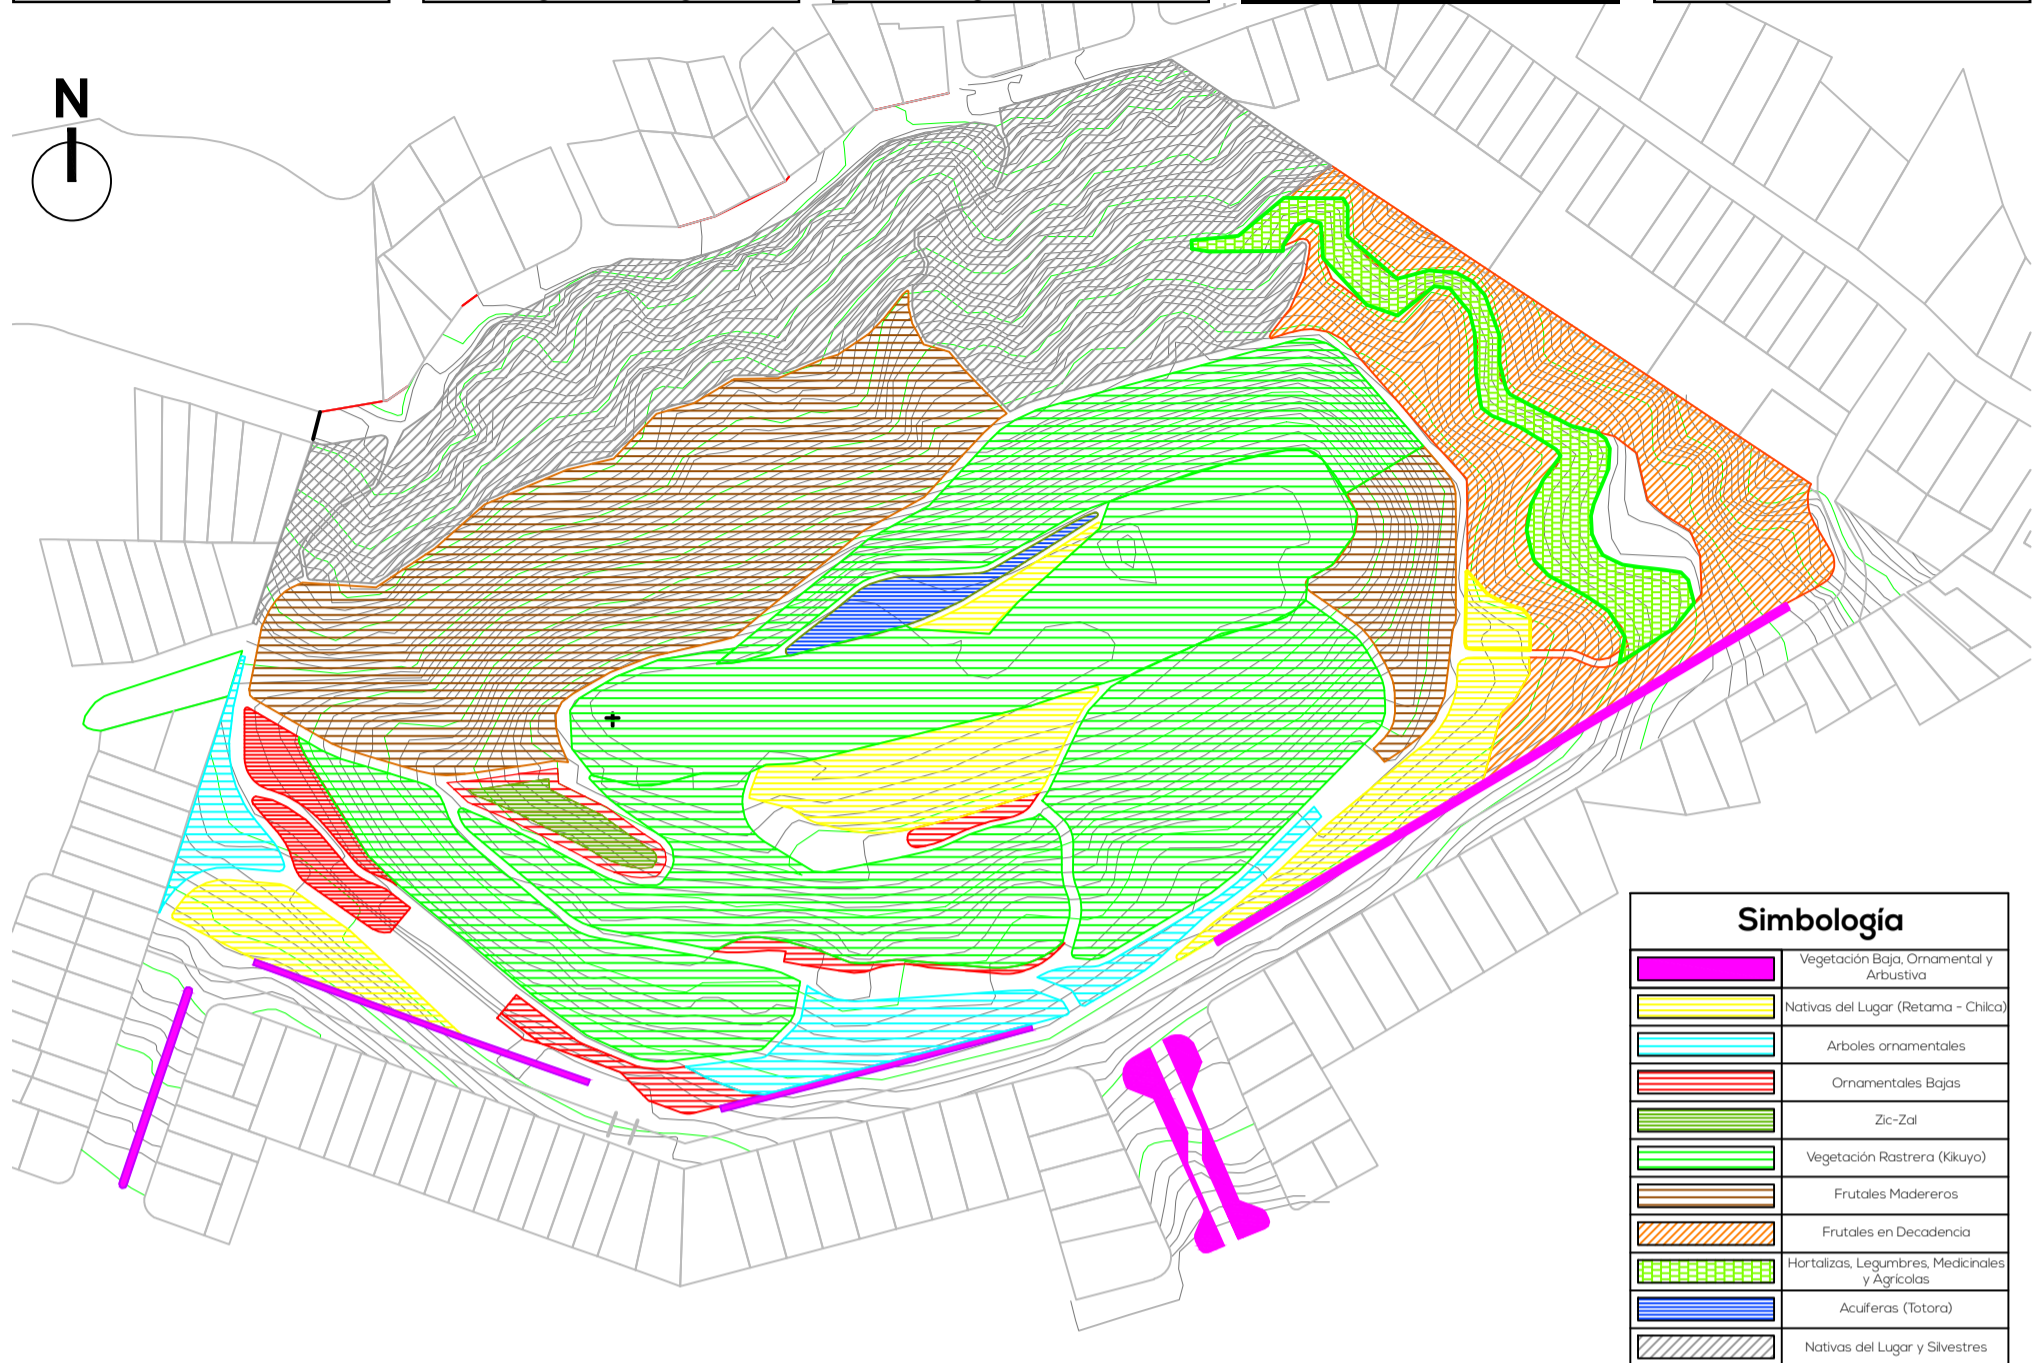 N
Simbología
Vegetación Baja, Ornamental y
Arbustiva
Nativas del Lugar (Retama - Chilca)
Arboles ornamentales
Ornamentales Bajas
Zic-Zal
Vegetación Rastrera (Kikuyo)
Frutales Madereros
Frutales en Decadencia
Hortalizas, Legumbres, Medicinales
y Agrícolas
Acuíferas (Totora)
Nativas del Lugar y Silvestres